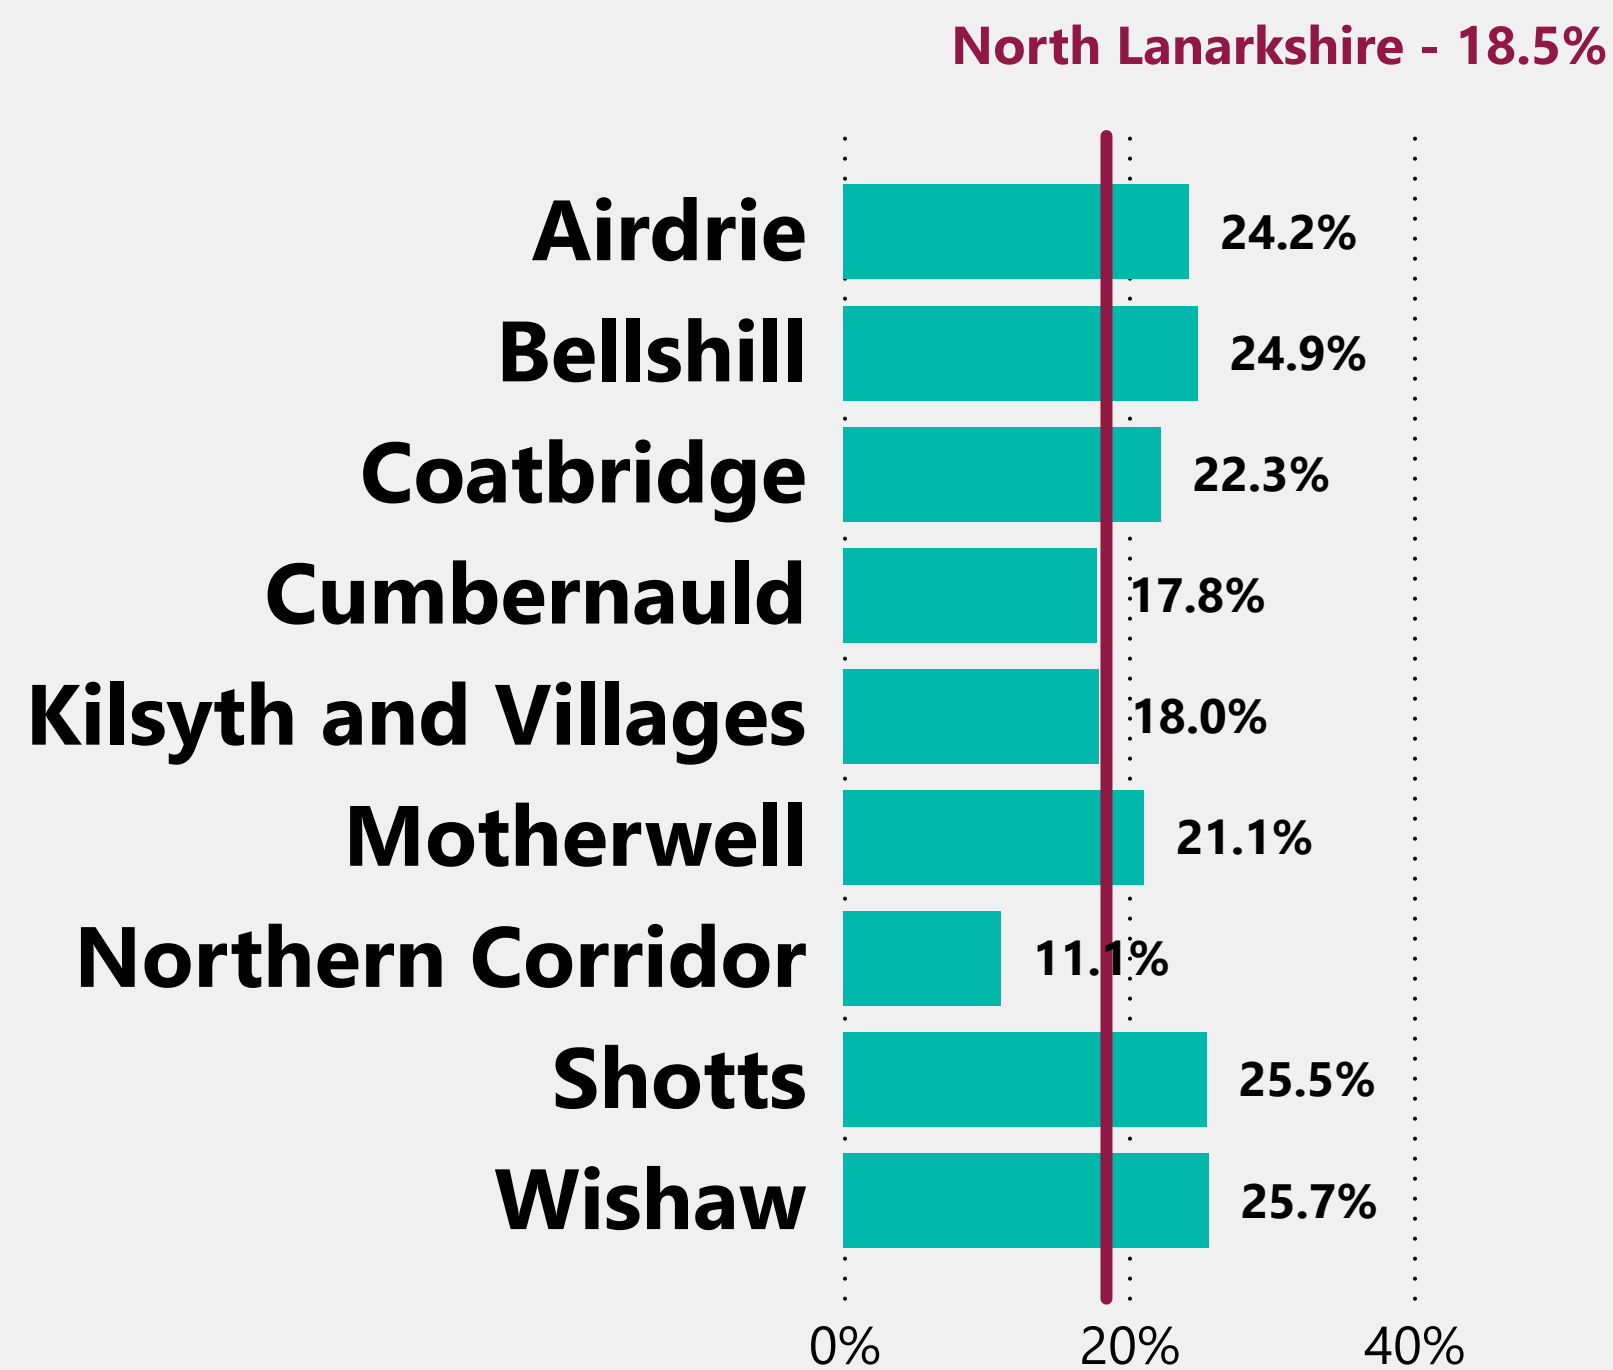 North Lanarkshire - 18.5%
Airdrie 24.2%
Bellshill 24.9%
Coatbridge 22.3%
Cumbernauld 17.8%
Kilsyth and Villages 18.0%
Motherwell 21.1%
Northern Corridor 11.1%
Shotts 25.5%
Wishaw 25.7%
0% 20% 40%